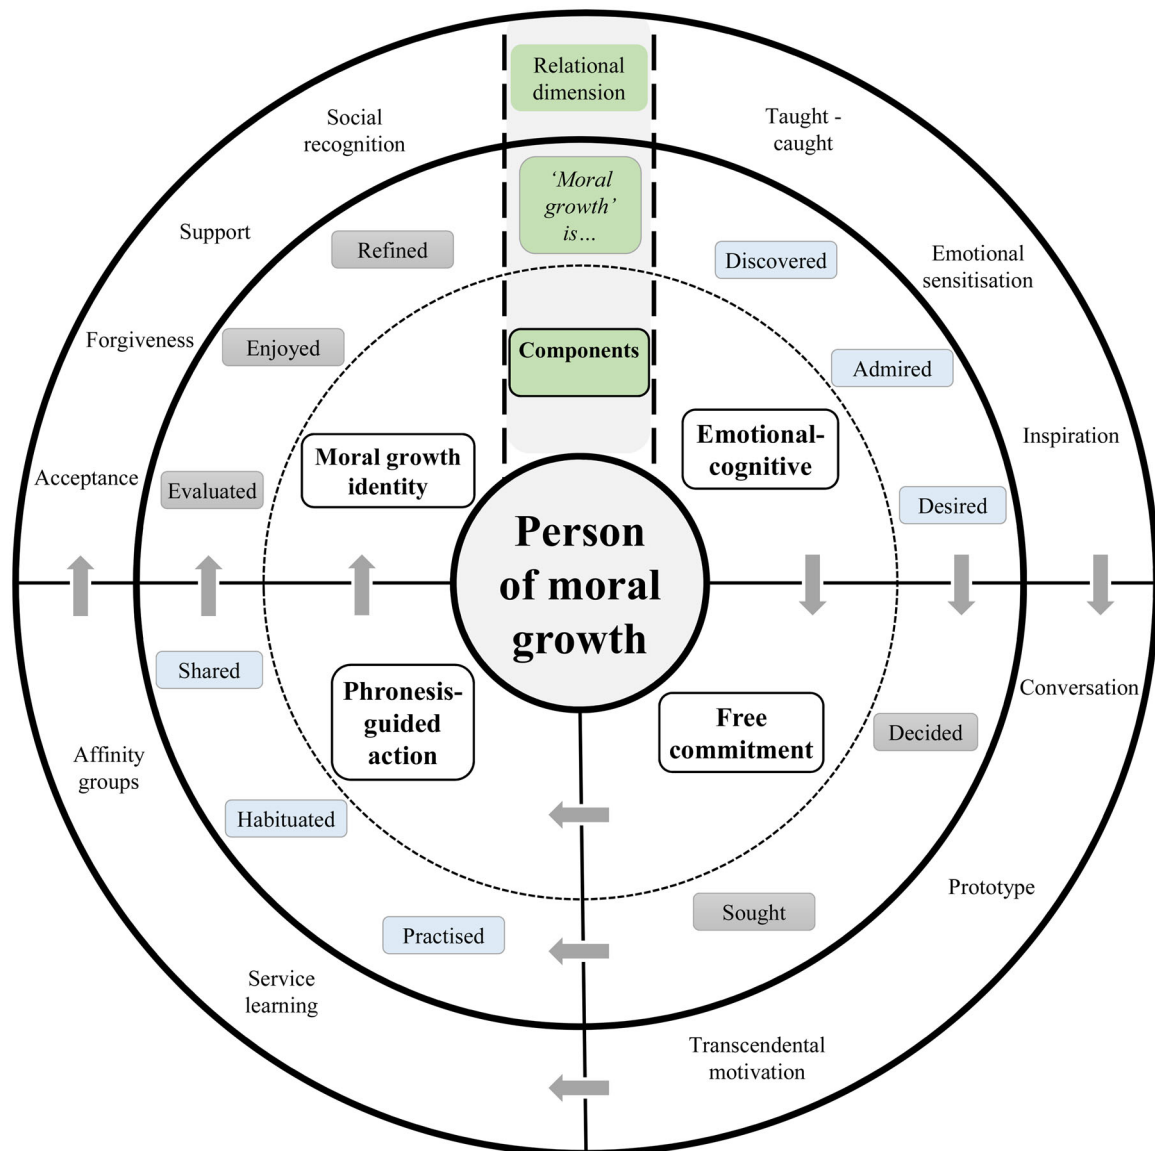 Relational
dimension
‘Moral
growth’
is…
Components
Person
of moral
growth
Taught -
caught
Emotional
sensitisation
Inspiration
Discovered
Admired
Desired
Emotional-
cognitive
Conversation
Prototype
Transcendental
motivation
Decided
Sought
Free
commitment
Service
learning
Affinity
groups
Practised
Habituated
Shared
Phronesis-
guided
action
Acceptance
Forgiveness
Support
Social
recognition
Evaluated
Enjoyed
Refined
Moral growth
identity